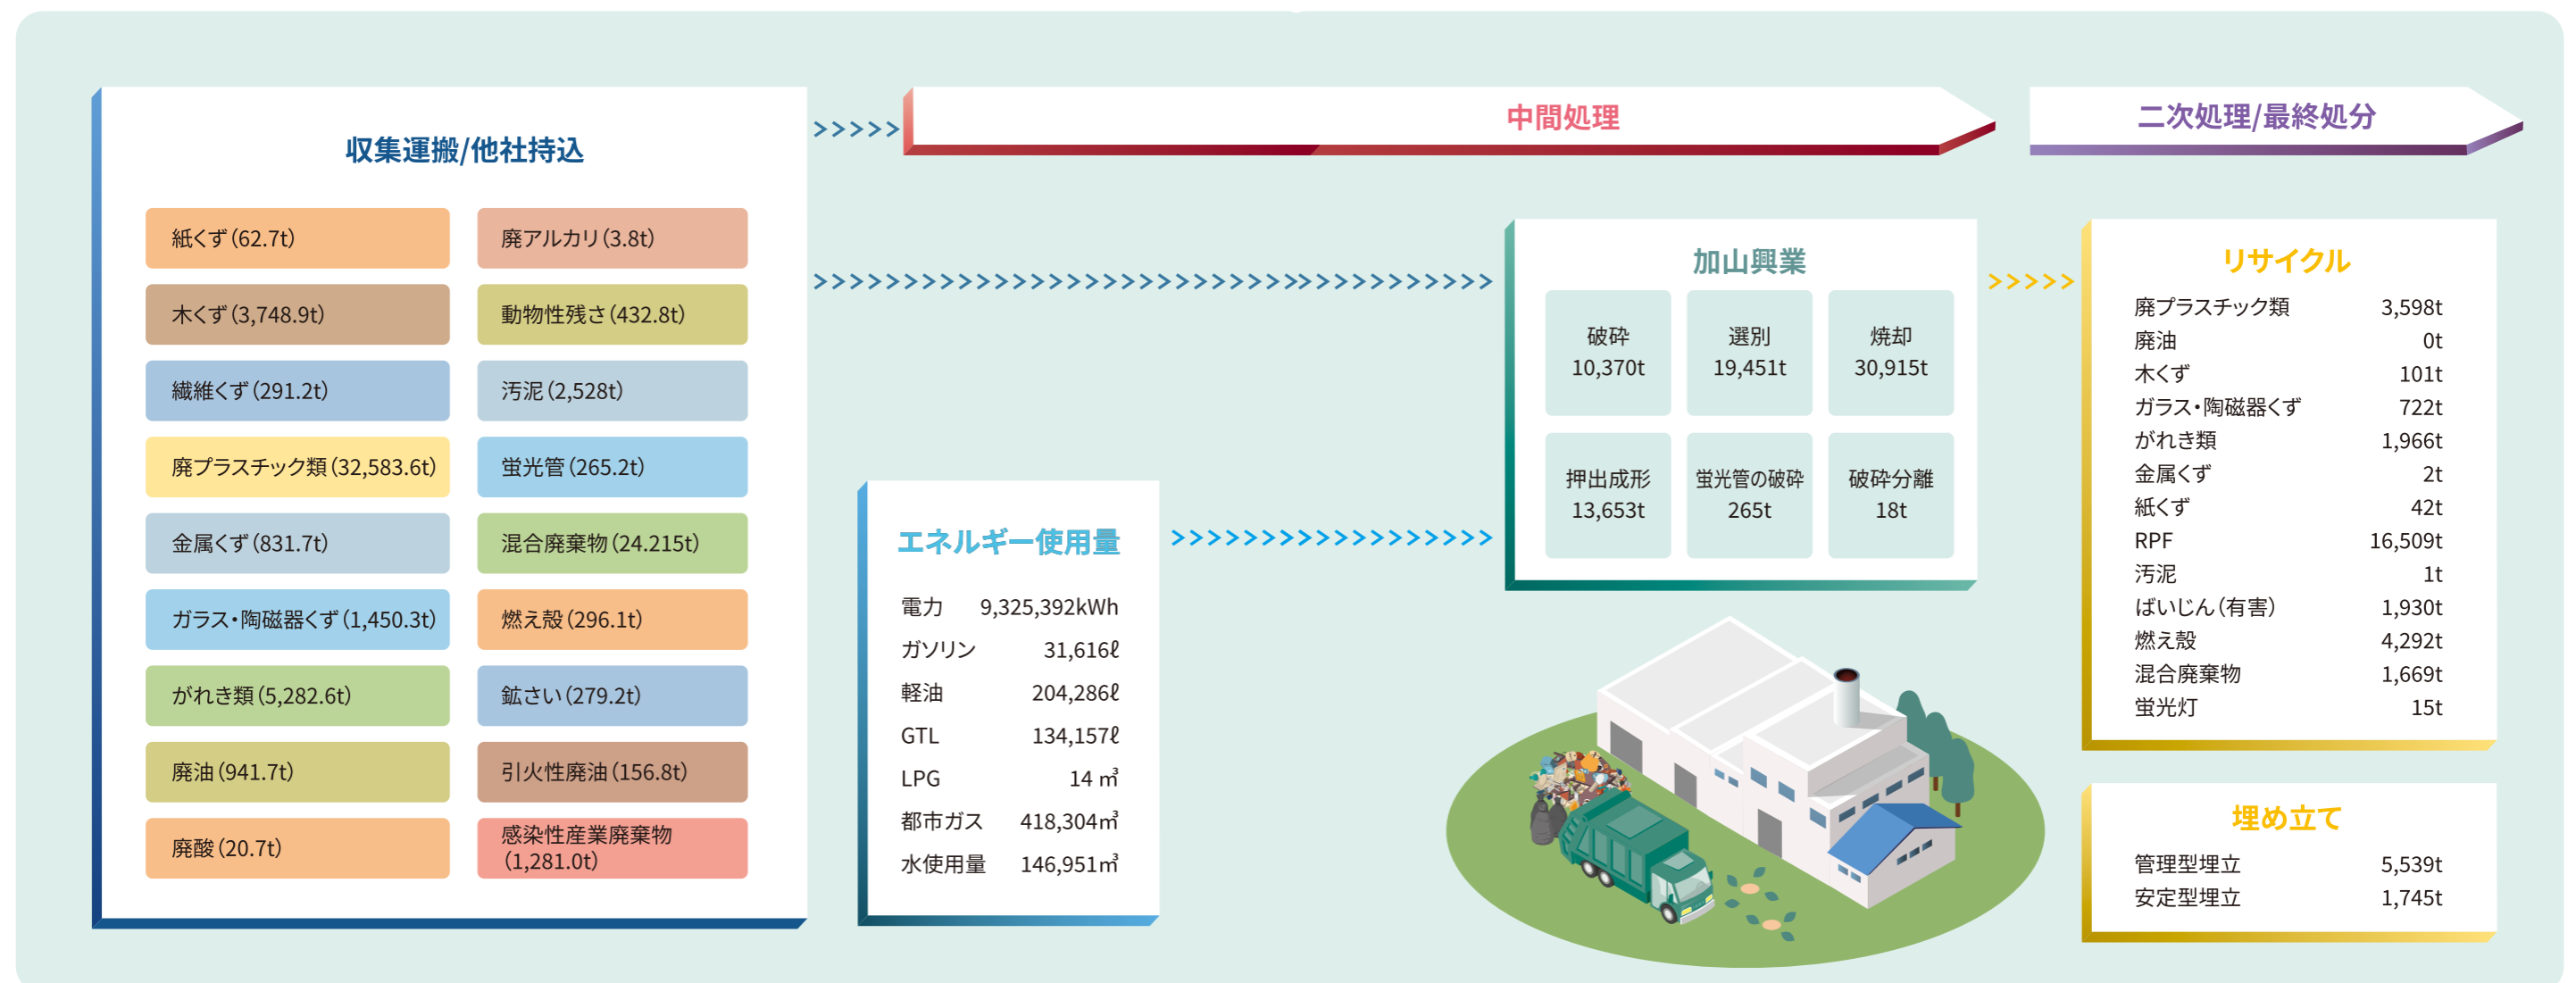 収集運搬/他社持込
紙くず（62.7t）
廃アルカリ（3.8t）
木くず（3,748.9t）
動物性残さ（432.8t）
繊維くず（291.2t）
汚泥（2,528t）
廃プラスチック類（32,583.6t）
蛍光管（265.2t）
金属くず（831.7t）
混合廃棄物（24.215t）
ガラス・陶磁器くず（1,450.3t）
燃え殻（296.1t）
がれき類（5,282.6t）
鉱さい（279.2t）
廃油（941.7t）
引火性廃油（156.8t）
廃酸（20.7t）
感染性産業廃棄物
（1,281.0t）
中間処理
エネルギー使用量
電力 9,325,392kWh
ガソリン 31,616ℓ
軽油 204,286ℓ
GTL 134,157ℓ
LPG 14㎥
都市ガス 418,304㎥
水使用量 146,951㎥
加山興業
破砕
10,370t
選別
19,451t
焼却
30,915t
押出成形
13,653t
蛍光管の破砕
265t
破砕分離
18t
二次処理/最終処分
リサイクル
廃プラスチック類 3,598t
廃油 0t
木くず 101t
ガラス・陶磁器くず 722t
がれき類 1,966t
金属くず 2t
紙くず 42t
RPF 16,509t
汚泥 1t
ばいじん（有害） 1,930t
燃え殻 4,292t
混合廃棄物 1,669t
蛍光灯 15t
埋め立て
管理型埋立 5,539t
安定型埋立 1,745t